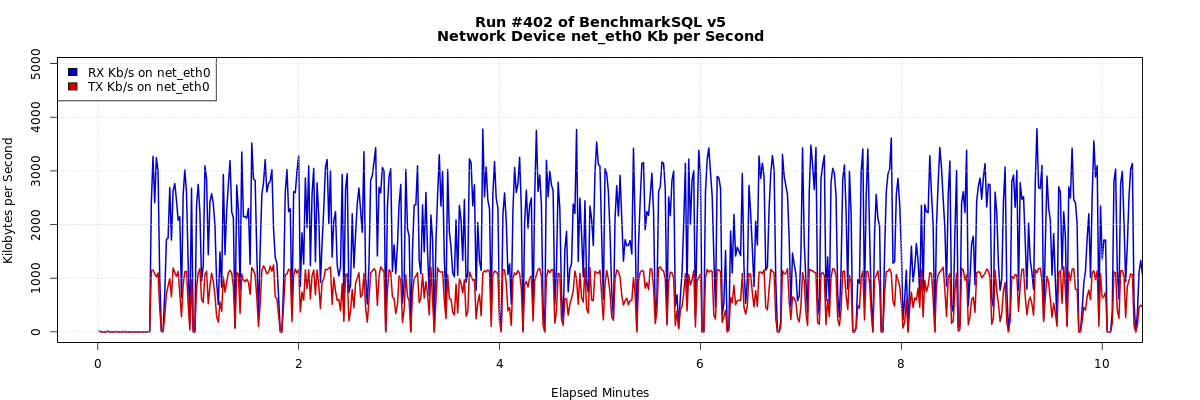 Run #402 of BenchmarkSQL v5
Network Device net_eth0 Kb per Second
RX Kb/s on net_eth0
TX Kb/s on net_eth0
Kilobytes per Second
5000
4000
3000
2000
1000
0
0 2 4 6 8 10
Elapsed Minutes